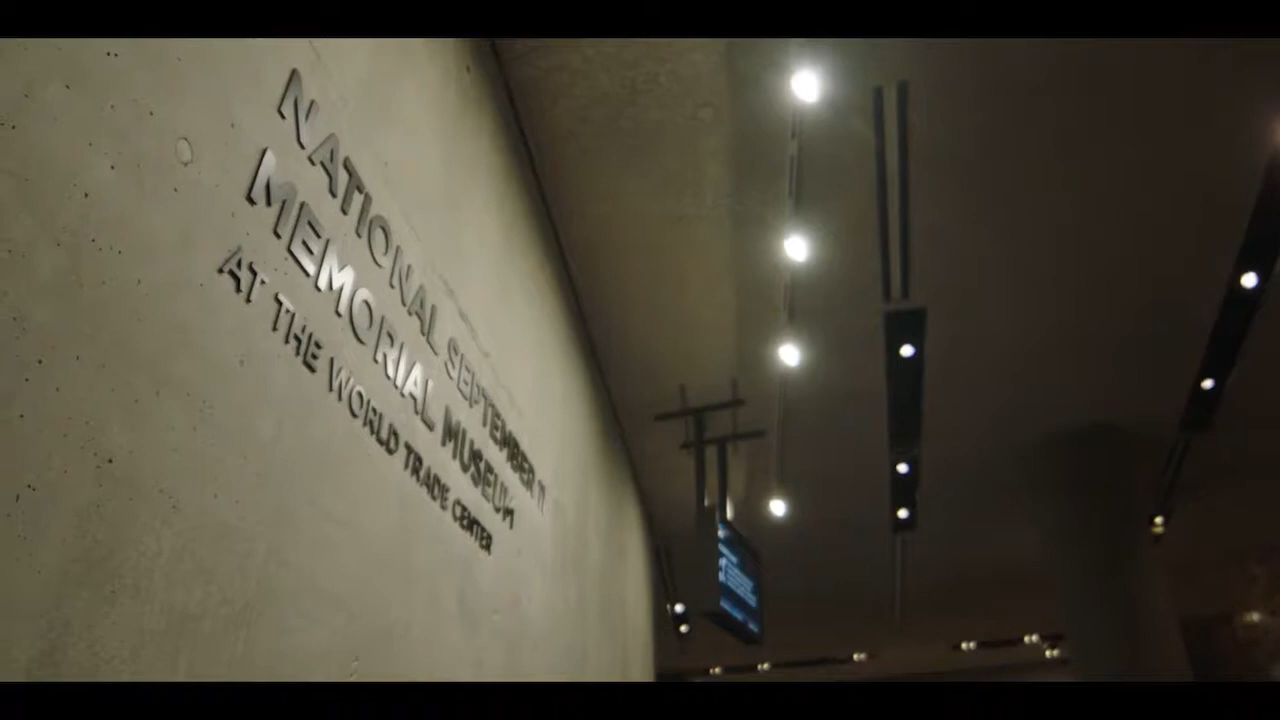 NATIONAL SEPTEMBER 11
MEMORIAL MUSEUM
AT THE WORLD TRADE CENTER